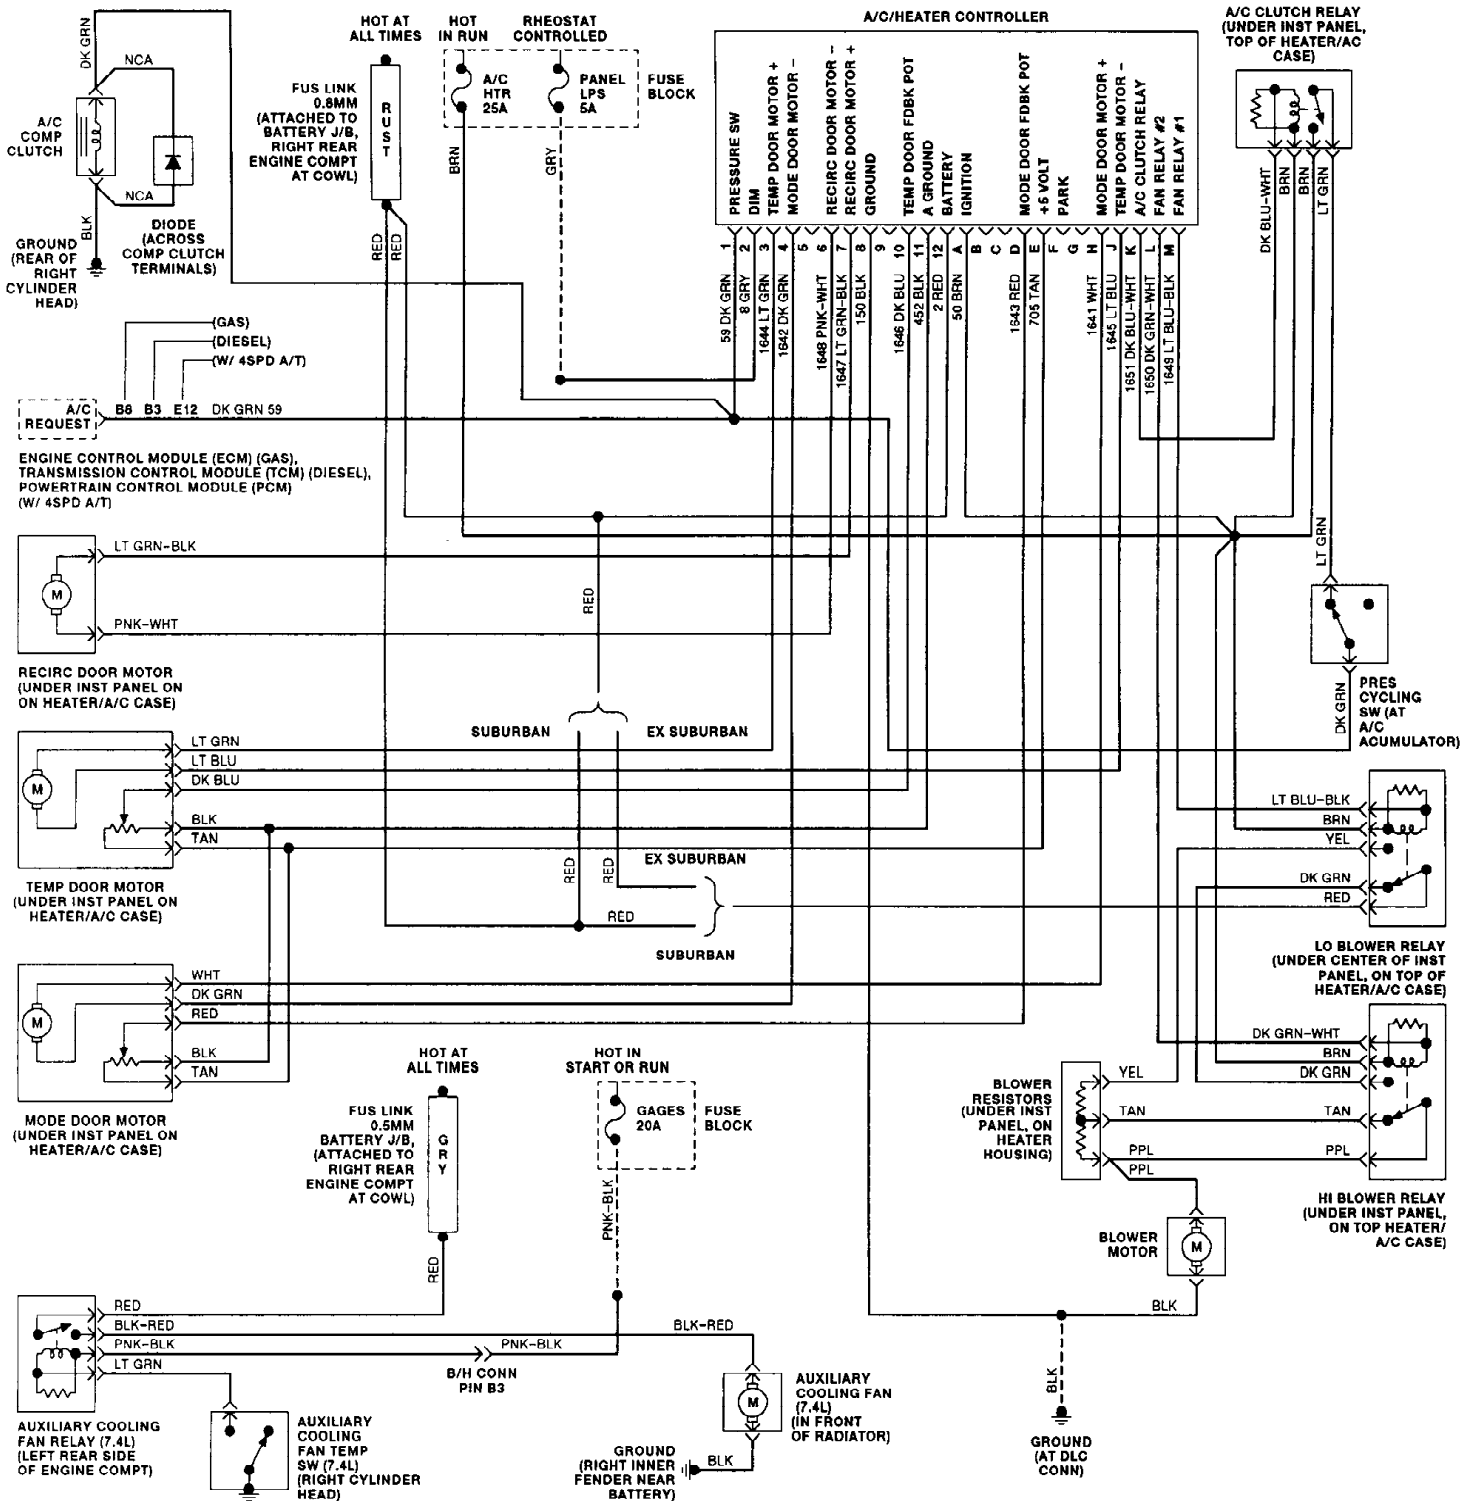 DK GRN
NCA
A/C
COMP
CLUTCH
NCA
BLK
DIODE
(ACROSS
COMP CLUTCH
TERMINALS)
GROUND
(REAR OF
RIGHT
CYLINDER
HEAD)
HOT AT
ALL TIMES
FUS LINK
0.8MM
(ATTACHED TO
BATTERY J/B,
RIGHT REAR
ENGINE COMPT
AT COWL)
RUST
RED
RED
HOT
IN RUN
RHEOSTAT
CONTROLLED
A/C
HTR
25A
PANEL
LPS
5A
FUSE
BLOCK
BRN
GRY
A/C/HEATER CONTROLLER
PRESSURE SW
DIM
TEMP DOOR MOTOR +
MODE DOOR MOTOR -
RECIRC DOOR MOTOR -
RECIRC DOOR MOTOR +
GROUND
TEMP DOOR FDBK POT
A GROUND
BATTERY
IGNITION
MODE DOOR FDBK POT
+5 VOLT
PARK
MODE DOOR MOTOR +
TEMP DOOR MOTOR -
A/C CLUTCH RELAY
FAN RELAY #2
FAN RELAY #1
1 2 3 4 5 6 7 8 9 10 11 12 A B C D E F G H J K L M
59 DK GRN
8 GRY
1644 LT GRN
1642 DK GRN
1648 PNK-WHT
1647 LT GRN-BLK
150 BLK
1646 DK BLU
452 BLK
2 RED
50 BRN
1643 RED
705 TAN
1641 WHT
1645 LT BLU
1651 DK BLU-WHT
1650 DK GRN-WHT
1649 LT BLU-BLK
A/C CLUTCH RELAY
(UNDER INST PANEL,
TOP OF HEATER/AC
CASE)
DK BLU-WHT
BRN
BRN
LT GRN
(GAS)
(DIESEL)
(W/ 4SPD A/T)
A/C
REQUEST
B8 B3 E12 DK GRN 59
ENGINE CONTROL MODULE (ECM) (GAS),
TRANSMISSION CONTROL MODULE (TCM) (DIESEL),
POWERTRAIN CONTROL MODULE (PCM)
(W/ 4SPD A/T)
LT GRN
PRES
CYCLING
SW (AT
A/C
ACUMULATOR)
DK GRN
LT GRN-BLK
M
PNK-WHT
RECIRC DOOR MOTOR
(UNDER INST PANEL ON
ON HEATER/A/C CASE)
RED
SUBURBAN
EX SUBURBAN
LT GRN
LT BLU
DK BLU
M
BLK
TAN
TEMP DOOR MOTOR
(UNDER INST PANEL ON
HEATER/A/C CASE)
RED
RED
EX SUBURBAN
RED
SUBURBAN
LT BLU-BLK
BRN
YEL
DK GRN
RED
LO BLOWER RELAY
(UNDER CENTER OF INST
PANEL, ON TOP OF
HEATER/A/C CASE)
WHT
DK GRN
RED
M
BLK
TAN
MODE DOOR MOTOR
(UNDER INST PANEL ON
HEATER/A/C CASE)
DK GRN-WHT
BRN
DK GRN
TAN
PPL
HI BLOWER RELAY
(UNDER INST PANEL,
ON TOP HEATER/
A/C CASE)
BLOWER
RESISTORS
(UNDER INST
PANEL, ON
HEATER
HOUSING)
YEL
TAN
PPL
PPL
BLOWER
MOTOR
M
BLK
BLK
GROUND
(AT DLC
CONN)
HOT AT
ALL TIMES
FUS LINK
0.5MM
BATTERY J/B,
(ATTACHED TO
RIGHT REAR
ENGINE COMPT
AT COWL)
GRY
RED
HOT IN
START OR RUN
GAGES
20A
FUSE
BLOCK
PNK-BLK
RED
BLK-RED
PNK-BLK
LT GRN
BLK-RED
PNK-BLK
B/H CONN
PIN B3
AUXILIARY COOLING
FAN RELAY (7.4L)
(LEFT REAR SIDE
OF ENGINE COMPT)
AUXILIARY
COOLING
FAN TEMP
SW (7.4L)
(RIGHT CYLINDER
HEAD)
M
AUXILIARY
COOLING FAN
(7.4L)
(IN FRONT
OF RADIATOR)
GROUND
(RIGHT INNER
FENDER NEAR
BATTERY)
BLK